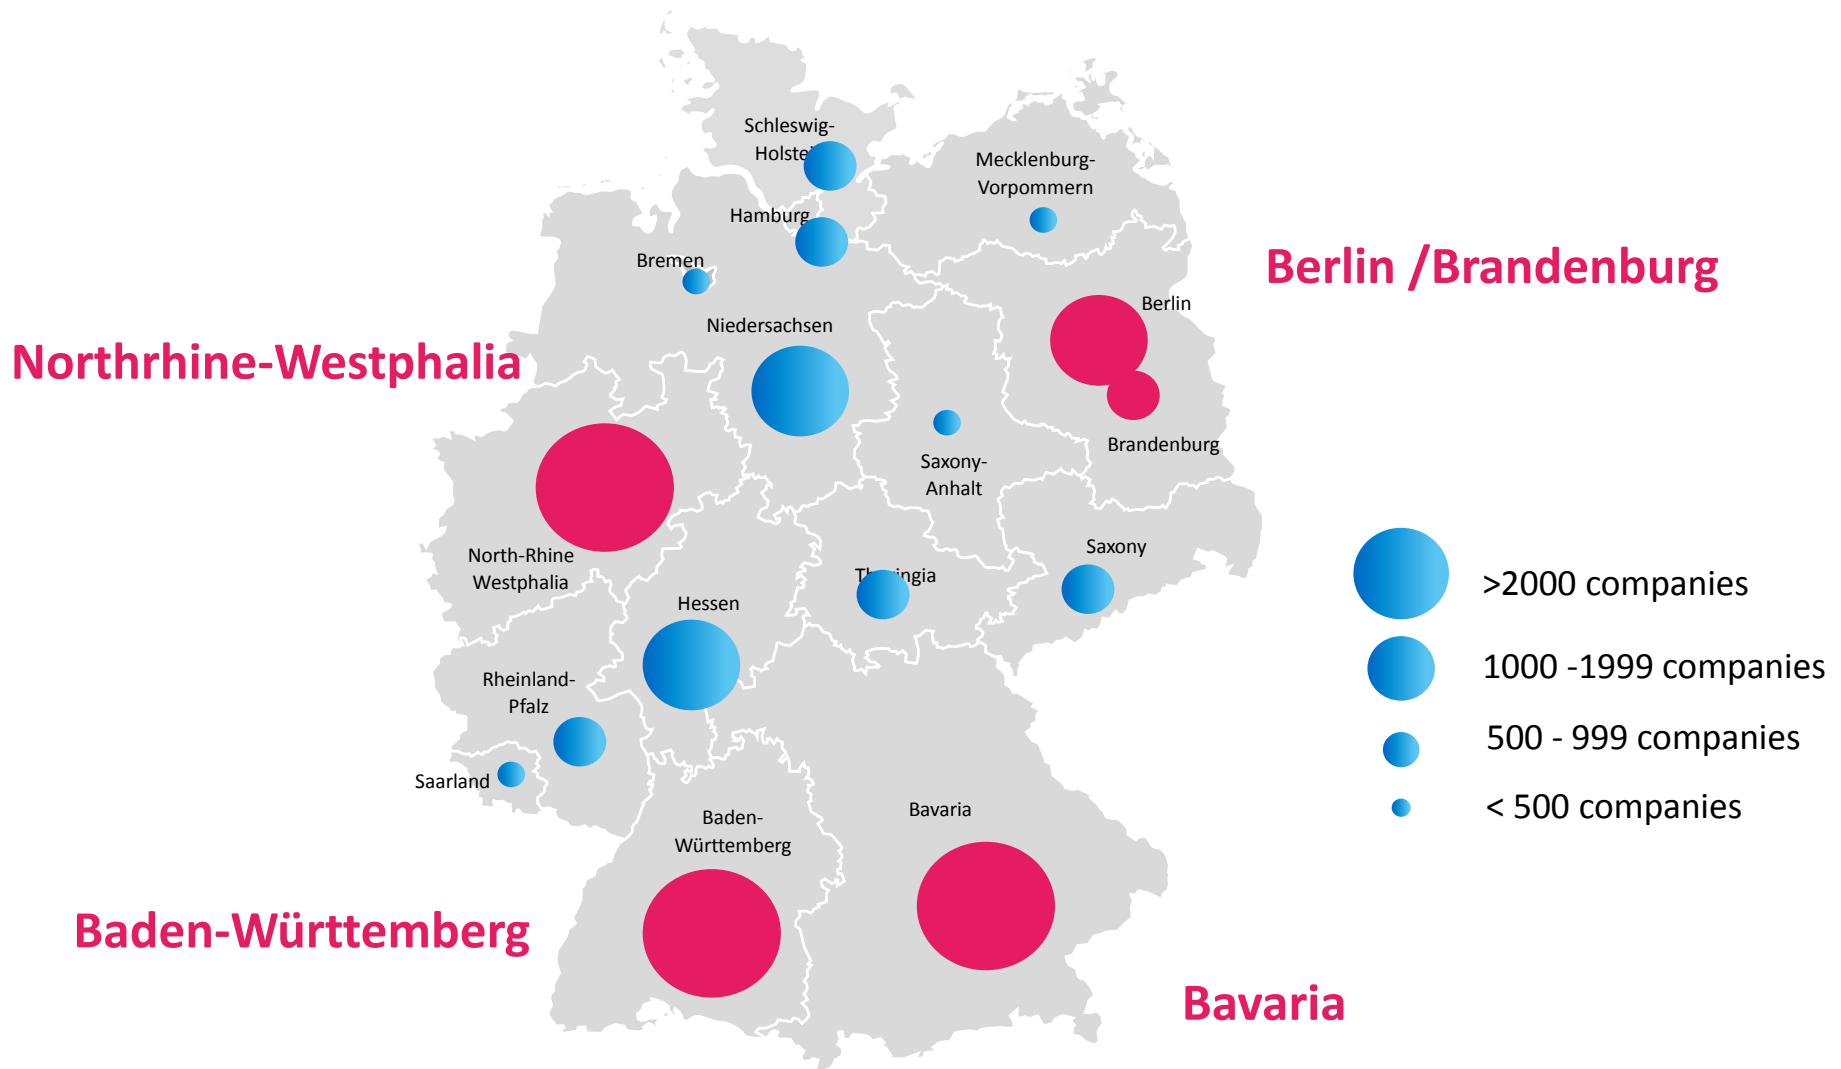 Schleswig-
Mecklenburg-
Vorpommern
Hamburg
Bremen
Berlin /Brandenburg
Berlin
Niedersachsen
Northrhine-Westphalia
Brandenburg
Saxony-
Anhalt
North-Rhine
Westphalia
Saxony
Hessen
Rheinland-
Pfalz
Saarland
Baden-
Württemberg
Bavaria
>2000 companies
1000 -1999 companies
500 - 999 companies
< 500 companies
Baden-Württemberg
Bavaria